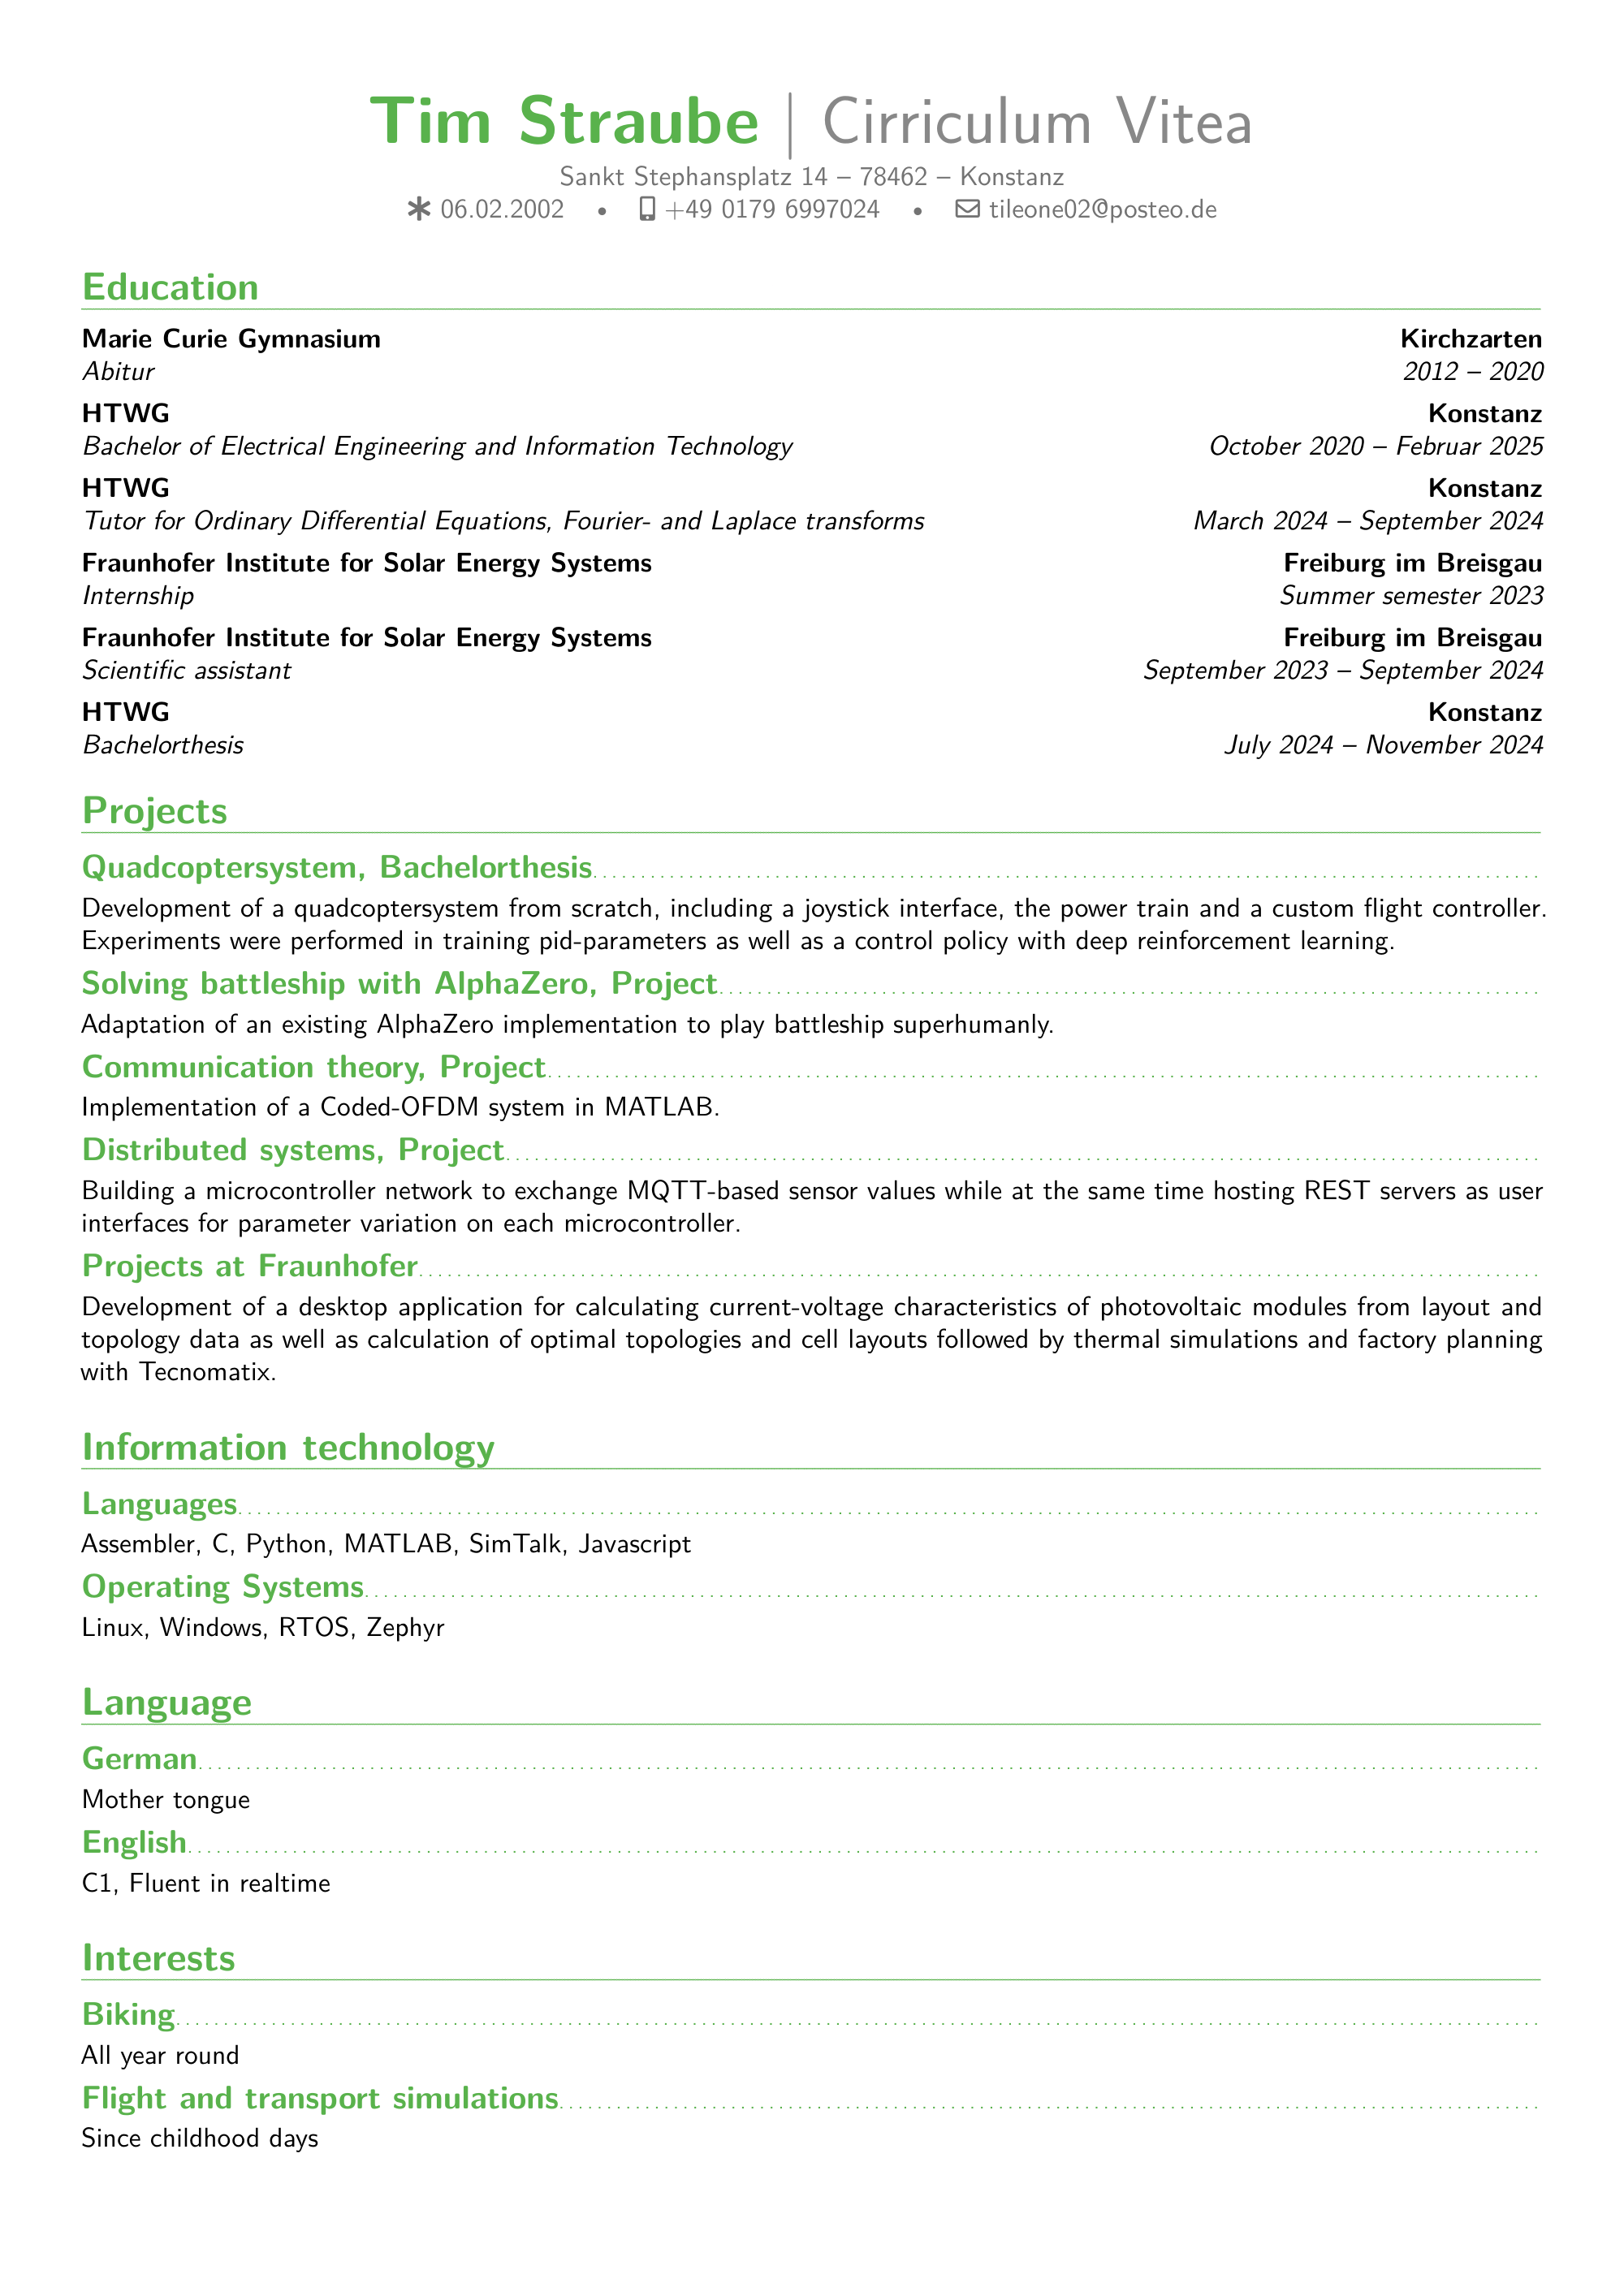 Tim Straube | Cirriculum Vitea
Sankt Stephansplatz 14 – 78462 – Konstanz
06.02.2002 • +49 0179 6997024 • tileone02@posteo.de
Education
Marie Curie Gymnasium Kirchzarten
Abitur 2012 – 2020
HTWG Konstanz
Bachelor of Electrical Engineering and Information Technology October 2020 – Februar 2025
HTWG Konstanz
Tutor for Ordinary Differential Equations, Fourier- and Laplace transforms March 2024 – September 2024
Fraunhofer Institute for Solar Energy Systems Freiburg im Breisgau
Internship Summer semester 2023
Fraunhofer Institute for Solar Energy Systems Freiburg im Breisgau
Scientific assistant September 2023 – September 2024
HTWG Konstanz
Bachelorthesis July 2024 – November 2024
Projects
Quadcoptersystem, Bachelorthesis
Development of a quadcoptersystem from scratch, including a joystick interface, the power train and a custom flight controller.
Experiments were performed in training pid-parameters as well as a control policy with deep reinforcement learning.
Solving battleship with AlphaZero, Project
Adaptation of an existing AlphaZero implementation to play battleship superhumanly.
Communication theory, Project
Implementation of a Coded-OFDM system in MATLAB.
Distributed systems, Project
Building a microcontroller network to exchange MQTT-based sensor values while at the same time hosting REST servers as user
interfaces for parameter variation on each microcontroller.
Projects at Fraunhofer
Development of a desktop application for calculating current-voltage characteristics of photovoltaic modules from layout and
topology data as well as calculation of optimal topologies and cell layouts followed by thermal simulations and factory planning
with Tecnomatix.
Information technology
Languages
Assembler, C, Python, MATLAB, SimTalk, Javascript
Operating Systems
Linux, Windows, RTOS, Zephyr
Language
German
Mother tongue
English
C1, Fluent in realtime
Interests
Biking
All year round
Flight and transport simulations
Since childhood days